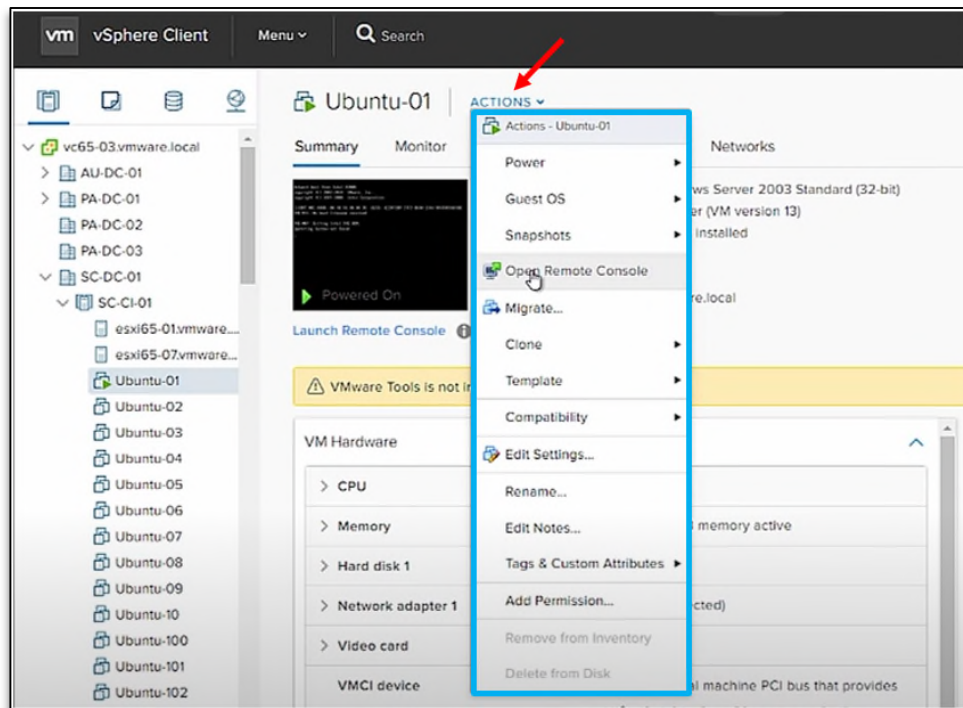 vm vSphere Client Menu Search
Ubuntu-01 ACTIONS
Actions - Ubuntu-01
vc65-03.vmware.local
AU-DC-01
PA-DC-01
PA-DC-02
PA-DC-03
SC-DC-01
SC-CI-01
esxi65-01.vmware....
esxi65-07.vmware...
Ubuntu-01
Ubuntu-02
Ubuntu-03
Ubuntu-04
Ubuntu-05
Ubuntu-06
Ubuntu-07
Ubuntu-08
Ubuntu-09
Ubuntu-10
Ubuntu-100
Ubuntu-101
Ubuntu-102
Summary Monitor Networks
Powered On
Launch Remote Console
VMware Tools is not in
VM Hardware
CPU
Memory
Hard disk 1
Network adapter 1
Video card
VMCI device
Power
Guest OS
Snapshots
Open Remote Console
Migrate...
Clone
Template
Compatibility
Edit Settings...
Rename...
Edit Notes...
Tags & Custom Attributes
Add Permission...
Remove from Inventory
Delete from Disk
ws Server 2003 Standard (32-bit)
er (VM version 13)
installed
re.local
memory active
cted)
al machine PCI bus that provides